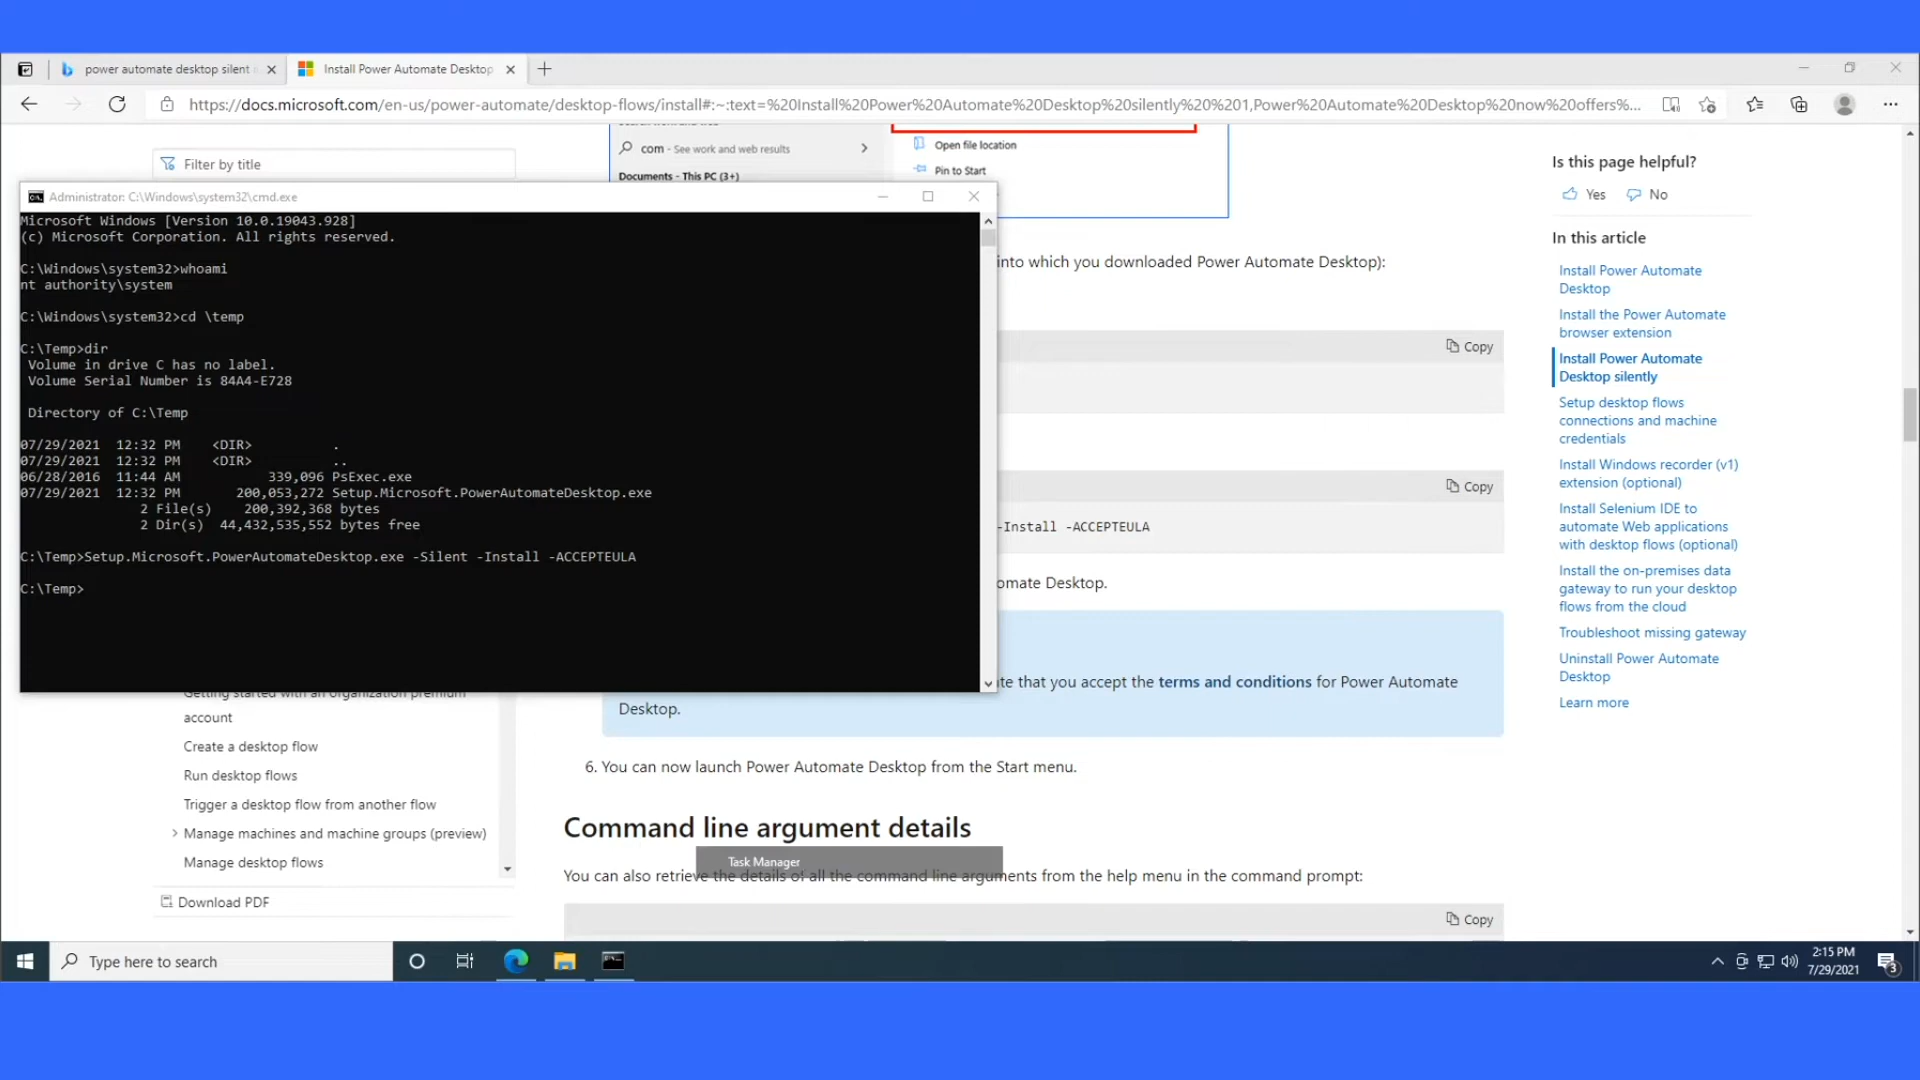 power automate desktop silent
Install Power Automate Desktop
https://docs.microsoft.com/en-us/power-automate/desktop-flows/install#:~:text=%20Install%20Power%20Automate%20Desktop%20silently%20%201,Power%20Automate%20Desktop%20now%20offers%...
Filter by title
com - See work and web results
Documents - This PC (3+)
Open file location
Pin to Start
Administrator: C:\Windows\system32\cmd.exe
Microsoft Windows [Version 10.0.19043.928]
(c) Microsoft Corporation. All rights reserved.
C:\Windows\system32>whoami
nt authority\system
C:\Windows\system32>cd \temp
C:\Temp>dir
Volume in drive C has no label.
Volume Serial Number is 84A4-E728
Directory of C:\Temp
07/29/2021 12:32 PM <DIR> .
07/29/2021 12:32 PM <DIR> ..
06/28/2016 11:44 AM 339,096 PsExec.exe
07/29/2021 12:32 PM 200,053,272 Setup.Microsoft.PowerAutomateDesktop.exe
2 File(s) 200,392,368 bytes
2 Dir(s) 44,432,535,552 bytes free
C:\Temp>Setup.Microsoft.PowerAutomateDesktop.exe -Silent -Install -ACCEPTEULA
C:\Temp>
into which you downloaded Power Automate Desktop):
Copy
Copy
-Install -ACCEPTEULA
omate Desktop.
te that you accept the terms and conditions for Power Automate
Desktop.
6. You can now launch Power Automate Desktop from the Start menu.
Command line argument details
You can also retrieve the details of all the command line arguments from the help menu in the command prompt:
Task Manager
Copy
Getting started with an organization premium
account
Create a desktop flow
Run desktop flows
Trigger a desktop flow from another flow
Manage machines and machine groups (preview)
Manage desktop flows
Download PDF
Is this page helpful?
Yes No
In this article
Install Power Automate
Desktop
Install the Power Automate
browser extension
Install Power Automate
Desktop silently
Setup desktop flows
connections and machine
credentials
Install Windows recorder (v1)
extension (optional)
Install Selenium IDE to
automate Web applications
with desktop flows (optional)
Install the on-premises data
gateway to run your desktop
flows from the cloud
Troubleshoot missing gateway
Uninstall Power Automate
Desktop
Learn more
Type here to search
2:15 PM
7/29/2021
3